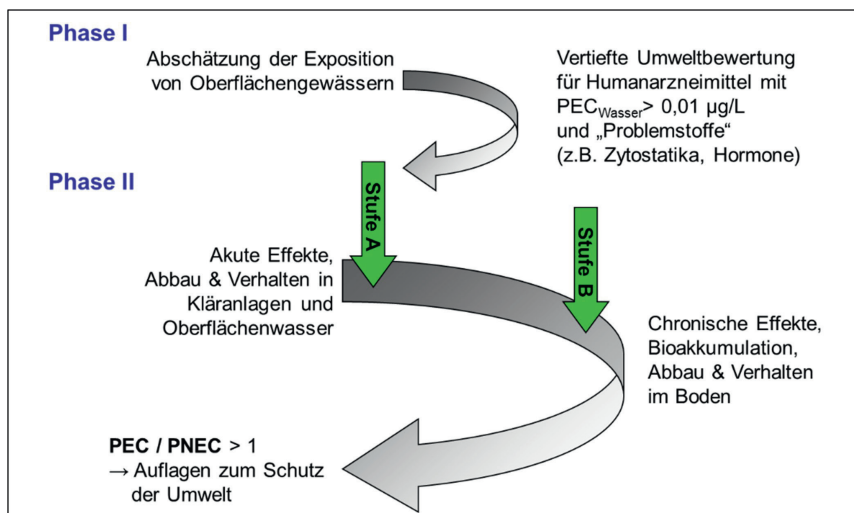 Phase I
Abschätzung der Exposition
von Oberflächengewässern
Vertiefte Umweltbewertung
für Humanarzneimittel mit
PECWasser> 0,01 µg/L
und „Problemstoffe“
(z.B. Zytostatika, Hormone)
Phase II
Stufe A
Stufe B
Akute Effekte,
Abbau & Verhalten in
Kläranlagen und
Oberflächenwasser
Chronische Effekte,
Bioakkumulation,
Abbau & Verhalten
im Boden
PEC / PNEC > 1
→ Auflagen zum Schutz
der Umwelt